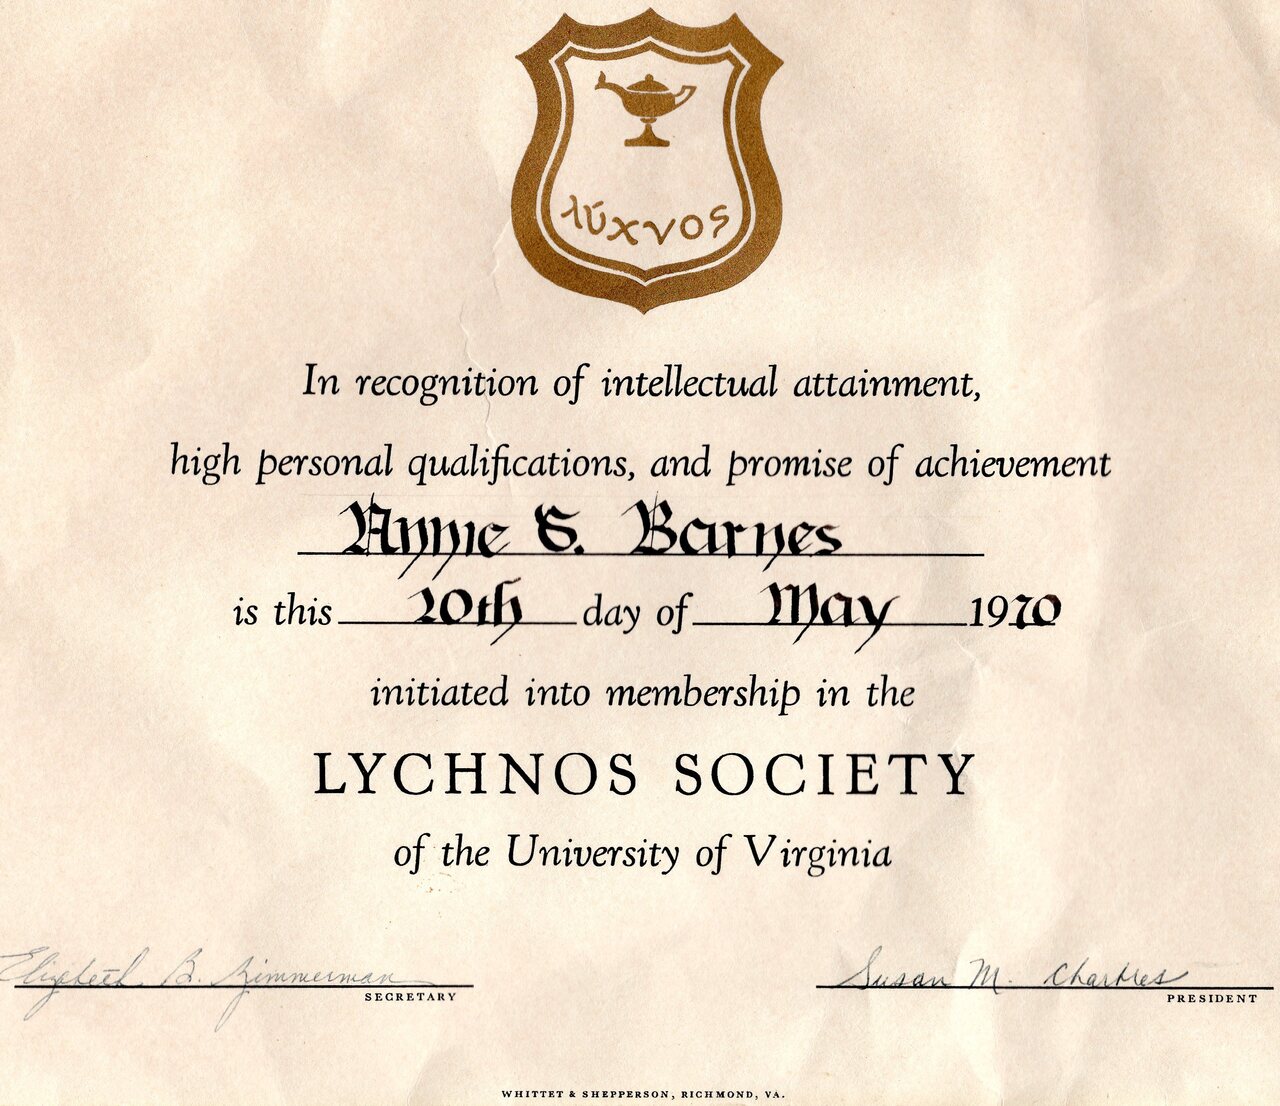 λύχνος
In recognition of intellectual attainment,
high personal qualifications, and promise of achievement
Annie S. Barnes
is this 20th day of May 1970
initiated into membership in the
LYCHNOS SOCIETY
of the University of Virginia
Elizabeth B. Zimmerman Susan M. Chartres
SECRETARY PRESIDENT
WHITTET & SHEPPERSON, RICHMOND, VA.